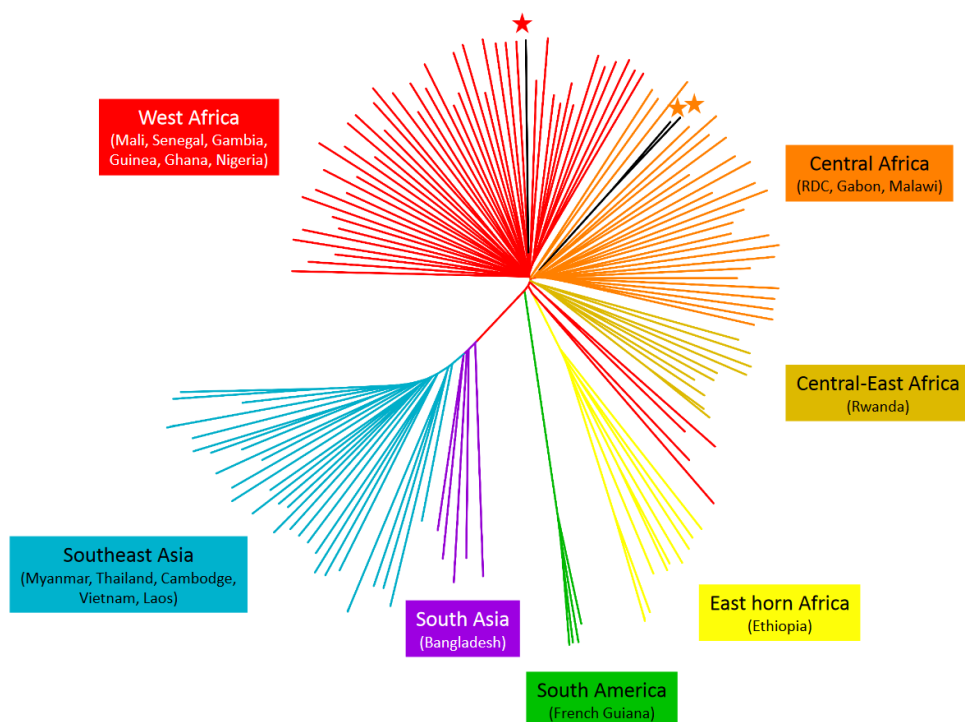 West Africa
(Mali, Senegal, Gambia,
Guinea, Ghana, Nigeria)
Central Africa
(RDC, Gabon, Malawi)
Central-East Africa
(Rwanda)
Southeast Asia
(Myanmar, Thailand, Cambodge,
Vietnam, Laos)
South Asia
(Bangladesh)
East horn Africa
(Ethiopia)
South America
(French Guiana)